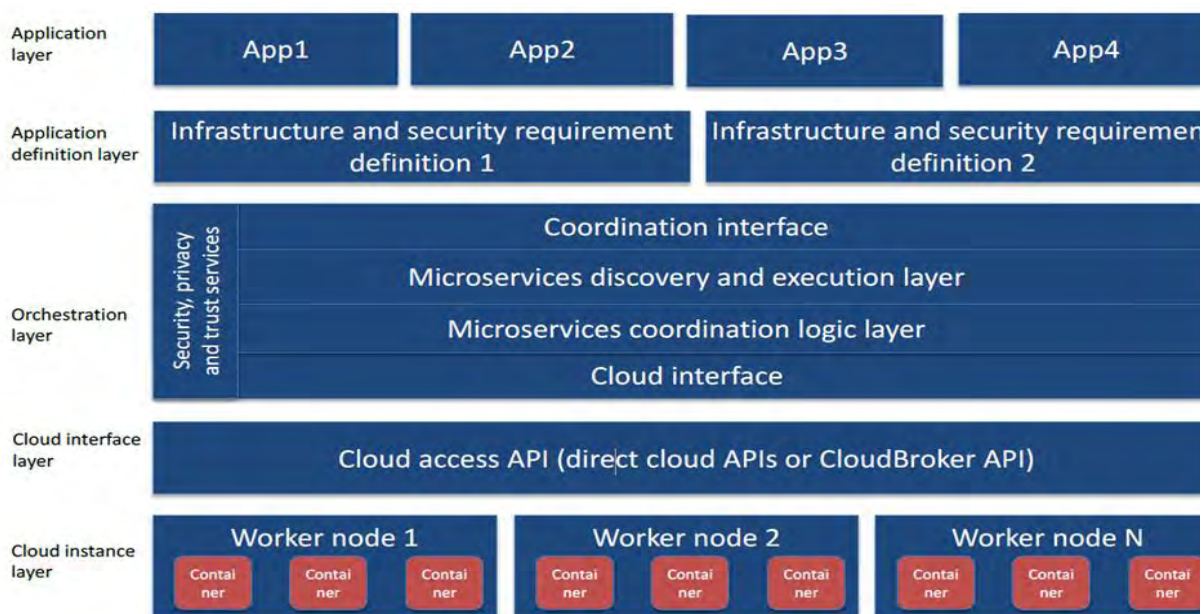 Application
layer
App1
App2
App3
App4
Application
definition layer
Infrastructure and security requirement
definition 1
Infrastructure and security requiremen
definition 2
Orchestration
layer
Security, privacy
and trust services
Coordination interface
Microservices discovery and execution layer
Microservices coordination logic layer
Cloud interface
Cloud interface
layer
Cloud access API (direct cloud APIs or CloudBroker API)
Cloud instance
layer
Worker node 1
Contai
ner
Contai
ner
Contai
ner
Worker node 2
Contai
ner
Contai
ner
Contai
ner
Worker node N
Contai
ner
Contai
ner
Contai
ner